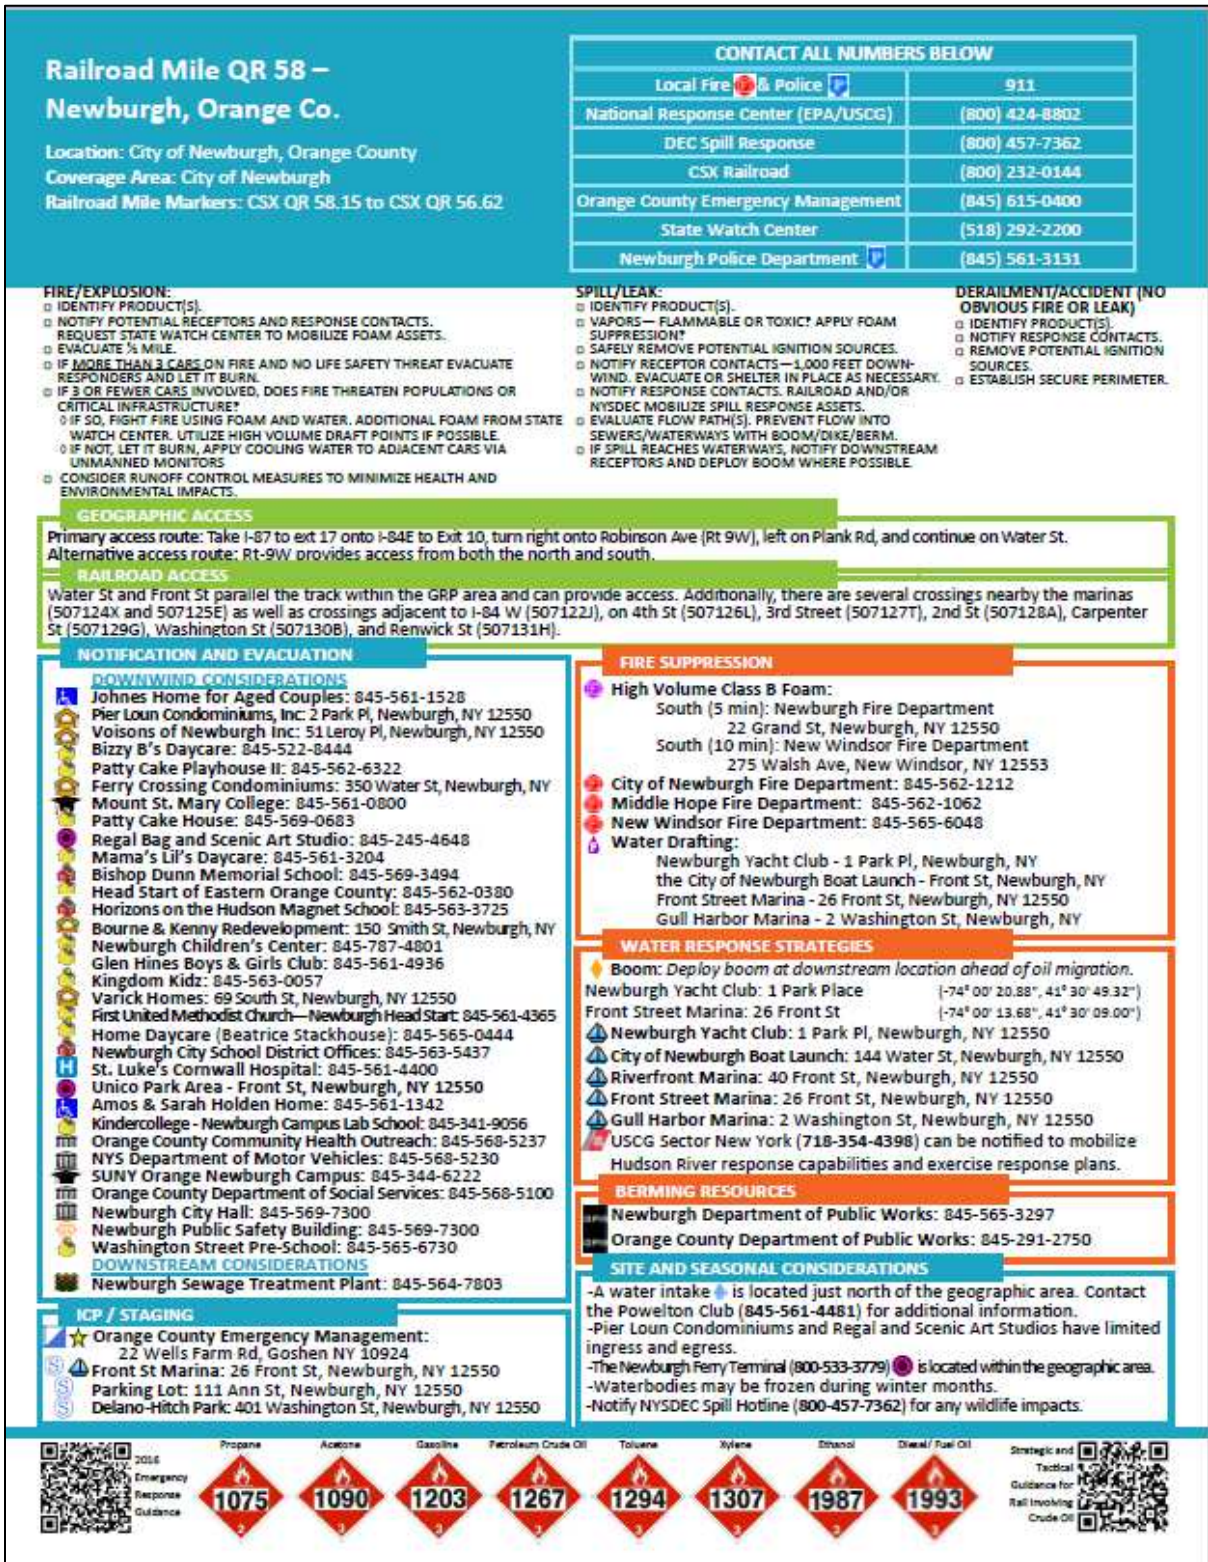 Railroad Mile QR 58 –
Newburgh, Orange Co.
Location: City of Newburgh, Orange County
Coverage Area: City of Newburgh
Railroad Mile Markers: CSX QR 58.15 to CSX QR 56.62
CONTACT ALL NUMBERS BELOW
Local Fire & Police 911
National Response Center (EPA/USCG) (800) 424-8802
DEC Spill Response (800) 457-7362
CSX Railroad (800) 232-0144
Orange County Emergency Management (845) 615-0400
State Watch Center (518) 292-2200
Newburgh Police Department (845) 561-3131
FIRE/EXPLOSION:
IDENTIFY PRODUCT(S).
NOTIFY POTENTIAL RECEPTORS AND RESPONSE CONTACTS.
REQUEST STATE WATCH CENTER TO MOBILIZE FOAM ASSETS.
EVACUATE ½ MILE.
IF MORE THAN 3 CARS ON FIRE AND NO LIFE SAFETY THREAT EVACUATE
RESPONDERS AND LET IT BURN.
IF 3 OR FEWER CARS INVOLVED, DOES FIRE THREATEN POPULATIONS OR
CRITICAL INFRASTRUCTURE?
◊ IF SO, FIGHT FIRE USING FOAM AND WATER. ADDITIONAL FOAM FROM STATE
WATCH CENTER. UTILIZE HIGH VOLUME DRAFT POINTS IF POSSIBLE.
◊ IF NOT, LET IT BURN, APPLY COOLING WATER TO ADJACENT CARS VIA
UNMANNED MONITORS
CONSIDER RUNOFF CONTROL MEASURES TO MINIMIZE HEALTH AND
ENVIRONMENTAL IMPACTS.
SPILL/LEAK:
IDENTIFY PRODUCT(S).
VAPORS— FLAMMABLE OR TOXIC? APPLY FOAM
SUPPRESSION?
SAFELY REMOVE POTENTIAL IGNITION SOURCES.
NOTIFY RECEPTOR CONTACTS—1,000 FEET DOWN-
WIND. EVACUATE OR SHELTER IN PLACE AS NECESSARY.
NOTIFY RESPONSE CONTACTS. RAILROAD AND/OR
NYSDEC MOBILIZE SPILL RESPONSE ASSETS.
EVALUATE FLOW PATH(S). PREVENT FLOW INTO
SEWERS/WATERWAYS WITH BOOM/DIKE/BERM.
IF SPILL REACHES WATERWAYS, NOTIFY DOWNSTREAM
RECEPTORS AND DEPLOY BOOM WHERE POSSIBLE.
DERAILMENT/ACCIDENT (NO
OBVIOUS FIRE OR LEAK)
IDENTIFY PRODUCT(S).
NOTIFY RESPONSE CONTACTS.
REMOVE POTENTIAL IGNITION
SOURCES.
ESTABLISH SECURE PERIMETER.
GEOGRAPHIC ACCESS
Primary access route: Take I-87 to ext 17 onto I-84E to Exit 10, turn right onto Robinson Ave (Rt 9W), left on Plank Rd, and continue on Water St.
Alternative access route: Rt-9W provides access from both the north and south.
RAILROAD ACCESS
Water St and Front St parallel the track within the GRP area and can provide access. Additionally, there are several crossings nearby the marinas
(507124X and 507125E) as well as crossings adjacent to I-84 W (507122J), on 4th St (507126L), 3rd Street (507127T), 2nd St (507128A), Carpenter
St (507129G), Washington St (507130B), and Renwick St (507131H).
NOTIFICATION AND EVACUATION
DOWNWIND CONSIDERATIONS
Johnes Home for Aged Couples: 845-561-1528
Pier Loun Condominiums, Inc: 2 Park Pl, Newburgh, NY 12550
Voisons of Newburgh Inc: 51 Leroy Pl, Newburgh, NY 12550
Bizzy B's Daycare: 845-522-8444
Patty Cake Playhouse II: 845-562-6322
Ferry Crossing Condominiums: 350 Water St, Newburgh, NY
Mount St. Mary College: 845-561-0800
Patty Cake House: 845-569-0683
Regal Bag and Scenic Art Studio: 845-245-4648
Mama's Lil's Daycare: 845-561-3204
Bishop Dunn Memorial School: 845-569-3494
Head Start of Eastern Orange County: 845-562-0380
Horizons on the Hudson Magnet School: 845-563-3725
Bourne & Kenny Redevelopment: 150 Smith St, Newburgh, NY
Newburgh Children's Center: 845-787-4801
Glen Hines Boys & Girls Club: 845-561-4936
Kingdom Kidz: 845-563-0057
Varick Homes: 69 South St, Newburgh, NY 12550
First United Methodist Church—Newburgh Head Start: 845-561-4365
Home Daycare (Beatrice Stackhouse): 845-565-0444
Newburgh City School District Offices: 845-563-5437
H St. Luke's Cornwall Hospital: 845-561-4400
Unico Park Area - Front St, Newburgh, NY 12550
Amos & Sarah Holden Home: 845-561-1342
Kindercollege - Newburgh Campus Lab School: 845-341-9056
Orange County Community Health Outreach: 845-568-5237
NYS Department of Motor Vehicles: 845-568-5230
SUNY Orange Newburgh Campus: 845-344-6222
Orange County Department of Social Services: 845-568-5100
Newburgh City Hall: 845-569-7300
Newburgh Public Safety Building: 845-569-7300
Washington Street Pre-School: 845-565-6730
DOWNSTREAM CONSIDERATIONS
Newburgh Sewage Treatment Plant: 845-564-7803
ICP / STAGING
Orange County Emergency Management:
22 Wells Farm Rd, Goshen NY 10924
S Front St Marina: 26 Front St, Newburgh, NY 12550
S Parking Lot: 111 Ann St, Newburgh, NY 12550
S Delano-Hitch Park: 401 Washington St, Newburgh, NY 12550
FIRE SUPPRESSION
High Volume Class B Foam:
South (5 min): Newburgh Fire Department
22 Grand St, Newburgh, NY 12550
South (10 min): New Windsor Fire Department
275 Walsh Ave, New Windsor, NY 12553
City of Newburgh Fire Department: 845-562-1212
Middle Hope Fire Department: 845-562-1062
New Windsor Fire Department: 845-565-6048
Water Drafting:
Newburgh Yacht Club - 1 Park Pl, Newburgh, NY
the City of Newburgh Boat Launch - Front St, Newburgh, NY
Front Street Marina - 26 Front St, Newburgh, NY 12550
Gull Harbor Marina - 2 Washington St, Newburgh, NY
WATER RESPONSE STRATEGIES
Boom: Deploy boom at downstream location ahead of oil migration.
Newburgh Yacht Club: 1 Park Place (-74° 00' 20.88", 41° 30' 49.32")
Front Street Marina: 26 Front St (-74° 00' 13.68", 41° 30' 09.00")
Newburgh Yacht Club: 1 Park Pl, Newburgh, NY 12550
City of Newburgh Boat Launch: 144 Water St, Newburgh, NY 12550
Riverfront Marina: 40 Front St, Newburgh, NY 12550
Front Street Marina: 26 Front St, Newburgh, NY 12550
Gull Harbor Marina: 2 Washington St, Newburgh, NY 12550
USCG Sector New York (718-354-4398) can be notified to mobilize
Hudson River response capabilities and exercise response plans.
BERMING RESOURCES
Newburgh Department of Public Works: 845-565-3297
Orange County Department of Public Works: 845-291-2750
SITE AND SEASONAL CONSIDERATIONS
-A water intake is located just north of the geographic area. Contact
the Powelton Club (845-561-4481) for additional information.
-Pier Loun Condominiums and Regal and Scenic Art Studios have limited
ingress and egress.
-The Newburgh Ferry Terminal (800-533-3779) is located within the geographic area.
-Waterbodies may be frozen during winter months.
-Notify NYSDEC Spill Hotline (800-457-7362) for any wildlife impacts.
2016
Emergency
Response
Guidance
Propane Acetone Gasoline Petroleum Crude Oil Toluene Xylene Ethanol Diesel/ Fuel Oil
1075 1090 1203 1267 1294 1307 1987 1993
2 3 3 3 3 3 3 3
Strategic and
Tactical
Guidance for
Rail Involving
Crude Oil